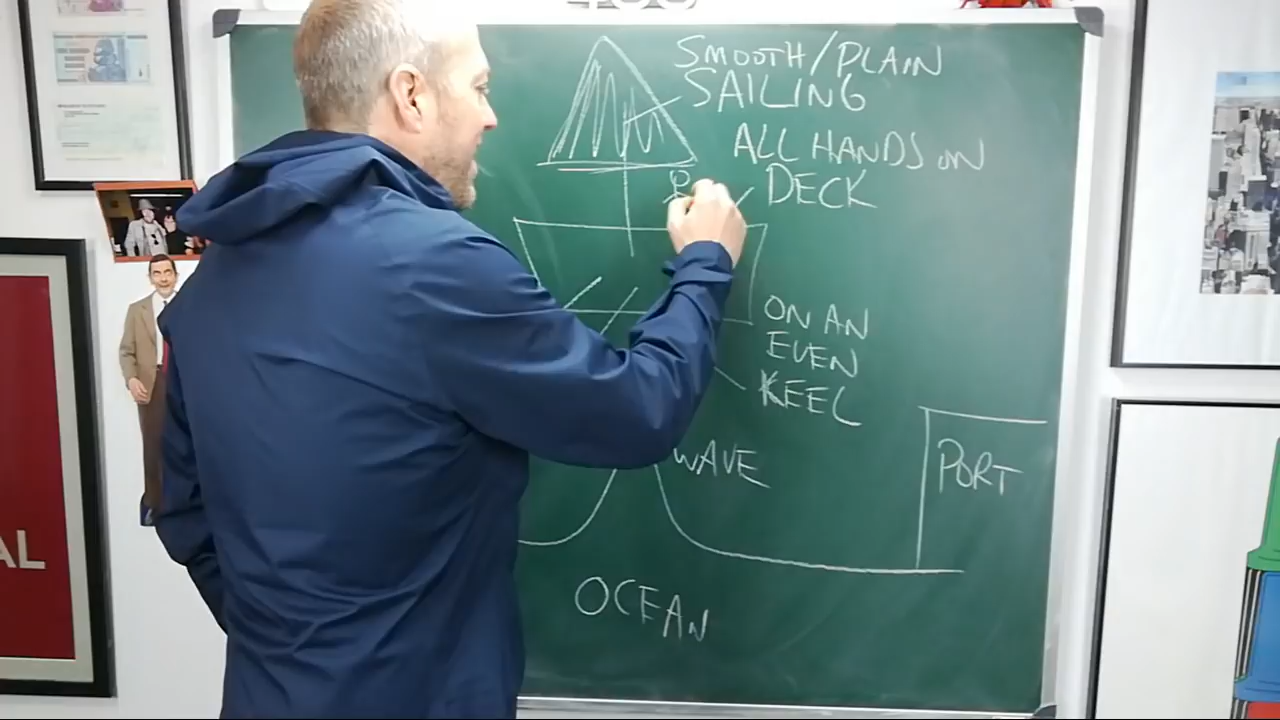 SMOOTH/PLAIN
SAILING
ALL HANDS ON
DECK
ON AN
EVEN
KEEL
WAVE
PORT
OCEAN
AL